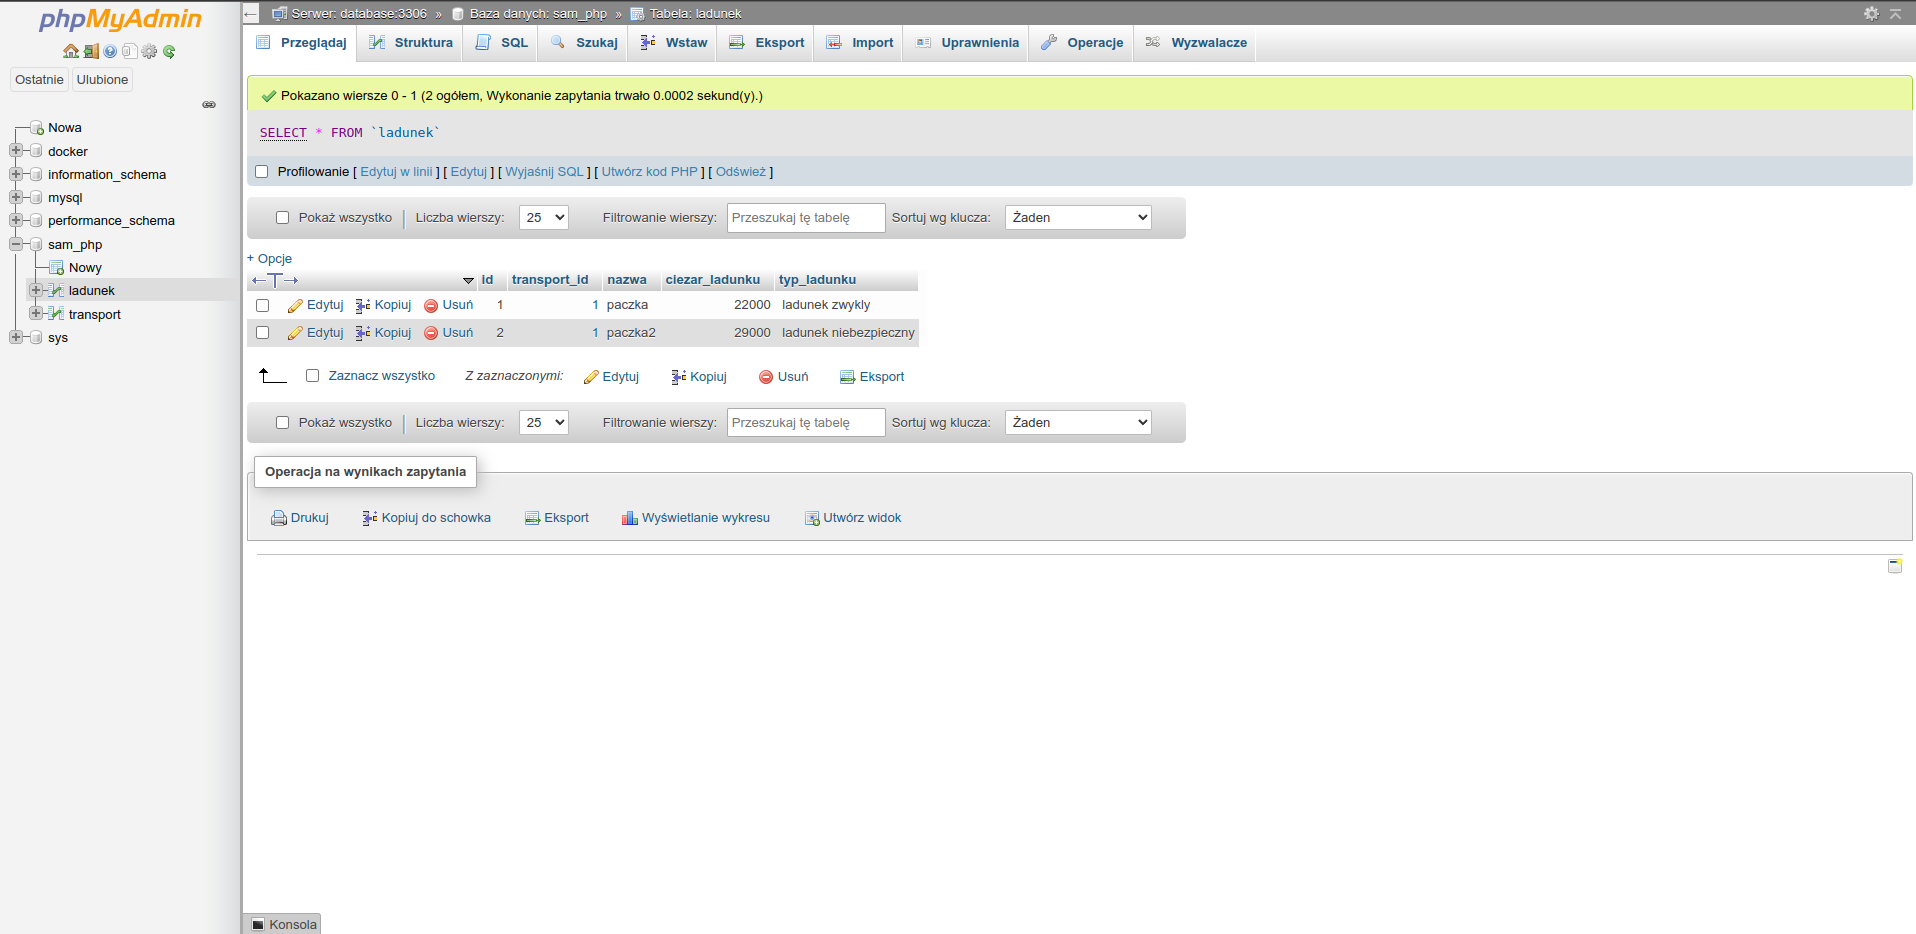 phpMyAdmin
Ostatnie Ulubione
Nowa
docker
information_schema
mysql
performance_schema
sam_php
Nowy
ladunek
transport
sys
Serwer: database:3306 » Baza danych: sam_php » Tabela: ladunek
Przeglądaj Struktura SQL Szukaj Wstaw Eksport Import Uprawnienia Operacje Wyzwalacze
Pokazano wiersze 0 - 1 (2 ogółem, Wykonanie zapytania trwało 0.0002 sekund(y).)
SELECT * FROM `ladunek`
Profilowanie [ Edytuj w linii ] [ Edytuj ] [ Wyjaśnij SQL ] [ Utwórz kod PHP ] [ Odśwież ]
Pokaż wszystko | Liczba wierszy: 25 Filtrowanie wierszy: Przeszukaj tę tabelę Sortuj wg klucza: Żaden
+ Opcje
←T→ id transport_id nazwa ciezar_ladunku typ_ladunku
Edytuj Kopiuj Usuń 1 1 paczka 22000 ladunek zwykly
Edytuj Kopiuj Usuń 2 1 paczka2 29000 ladunek niebezpieczny
Zaznacz wszystko Z zaznaczonymi: Edytuj Kopiuj Usuń Eksport
Pokaż wszystko | Liczba wierszy: 25 Filtrowanie wierszy: Przeszukaj tę tabelę Sortuj wg klucza: Żaden
Operacja na wynikach zapytania
Drukuj Kopiuj do schowka Eksport Wyświetlanie wykresu Utwórz widok
Konsola